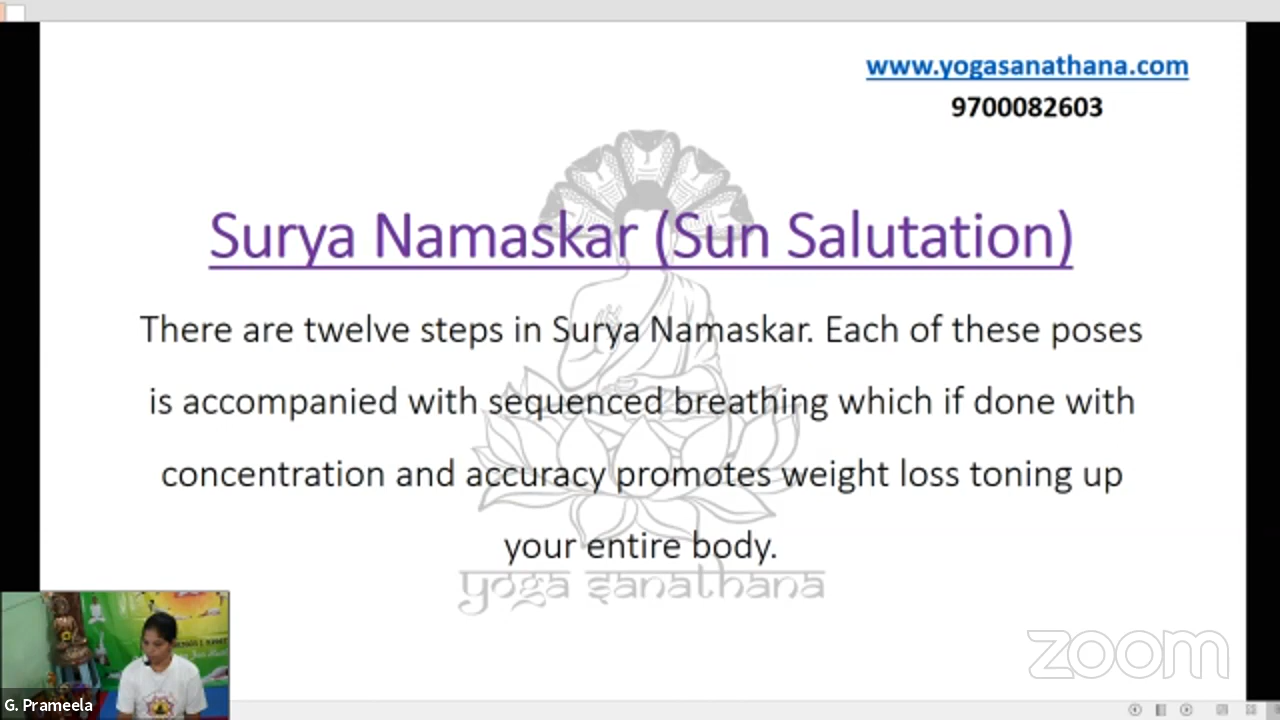 www.yogasanathana.com
9700082603
Surya Namaskar (Sun Salutation)
There are twelve steps in Surya Namaskar. Each of these poses
is accompanied with sequenced breathing which if done with
concentration and accuracy promotes weight loss toning up
your entire body.
yoga sanathana
zoom
G. Prameela